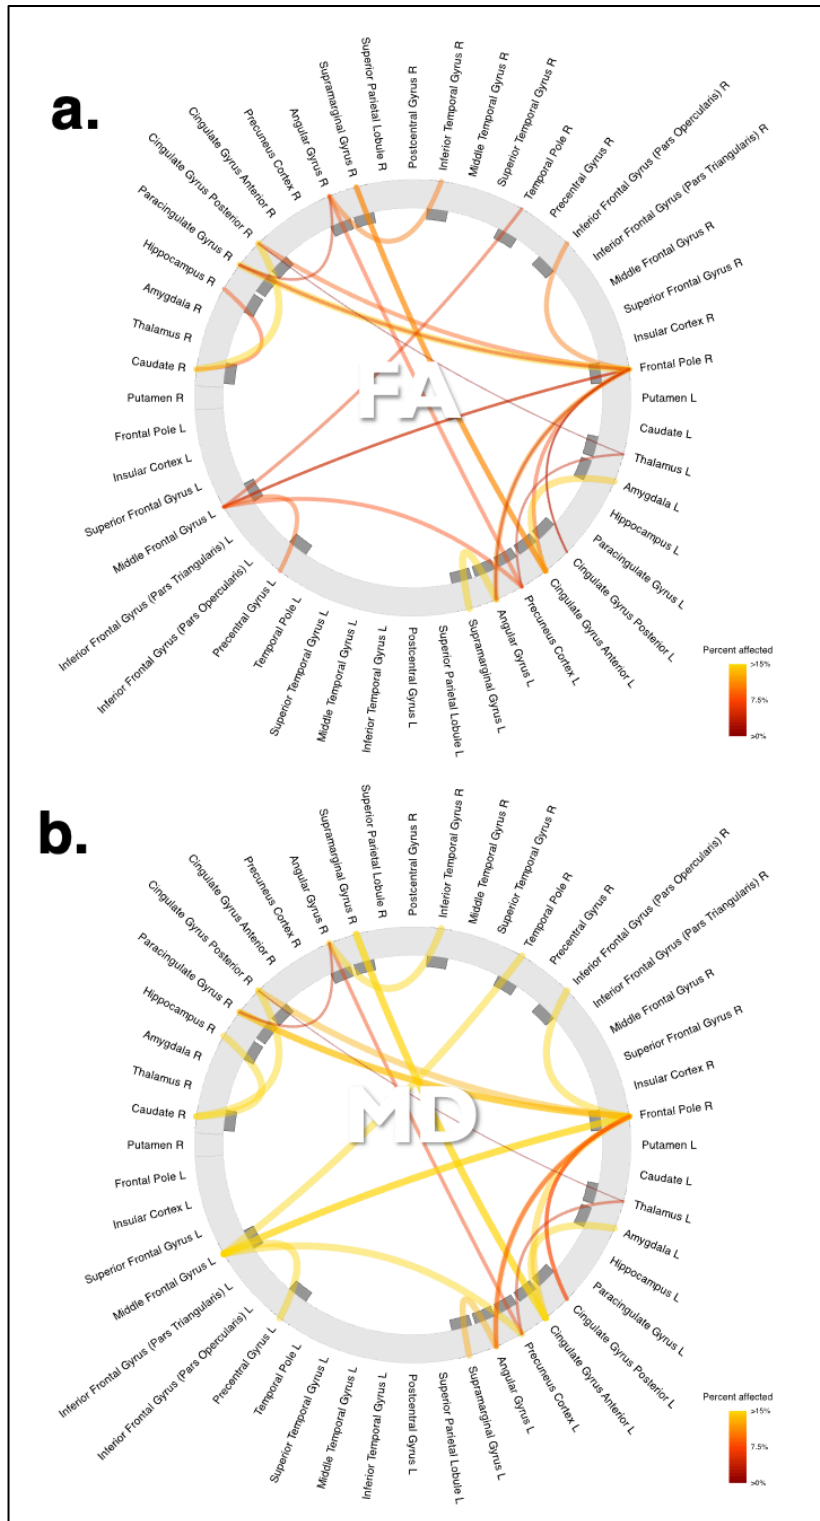 a.
Hippocampus R
Paracingulate Gyrus R
Cingulate Gyrus Posterior R
Cingulate Gyrus Anterior R
Precuneus Cortex R
Angular Gyrus R
Supramarginal Gyrus R
Superior Parietal Lobule R
Postcentral Gyrus R
Inferior Temporal Gyrus R
Middle Temporal Gyrus R
Superior Temporal Gyrus R
Temporal Pole R
Precentral Gyrus R
Inferior Frontal Gyrus (Pars Opercularis) R
Inferior Frontal Gyrus (Pars Triangularis) R
Middle Frontal Gyrus R
Superior Frontal Gyrus R
Insular Cortex R
Frontal Pole R
Putamen L
Caudate L
Thalamus L
Amygdala L
Hippocampus L
Paracingulate Gyrus L
Cingulate Gyrus Posterior L
Cingulate Gyrus Anterior L
Precuneus Cortex L
Angular Gyrus L
Supramarginal Gyrus L
Superior Parietal Lobule L
Postcentral Gyrus L
Inferior Temporal Gyrus L
Middle Temporal Gyrus L
Superior Temporal Gyrus L
Temporal Pole L
Precentral Gyrus L
Inferior Frontal Gyrus (Pars Opercularis) L
Inferior Frontal Gyrus (Pars Triangularis) L
Middle Frontal Gyrus L
Superior Frontal Gyrus L
Insular Cortex L
Frontal Pole L
Putamen R
Caudate R
Thalamus R
Amygdala R
FA
Percent affected
>15%
7.5%
>0%
b.
Hippocampus R
Paracingulate Gyrus R
Cingulate Gyrus Posterior R
Cingulate Gyrus Anterior R
Precuneus Cortex R
Angular Gyrus R
Supramarginal Gyrus R
Superior Parietal Lobule R
Postcentral Gyrus R
Inferior Temporal Gyrus R
Middle Temporal Gyrus R
Superior Temporal Gyrus R
Temporal Pole R
Precentral Gyrus R
Inferior Frontal Gyrus (Pars Opercularis) R
Inferior Frontal Gyrus (Pars Triangularis) R
Middle Frontal Gyrus R
Superior Frontal Gyrus R
Insular Cortex R
Frontal Pole R
Putamen L
Caudate L
Thalamus L
Amygdala L
Hippocampus L
Paracingulate Gyrus L
Cingulate Gyrus Posterior L
Cingulate Gyrus Anterior L
Precuneus Cortex L
Angular Gyrus L
Supramarginal Gyrus L
Superior Parietal Lobule L
Postcentral Gyrus L
Inferior Temporal Gyrus L
Middle Temporal Gyrus L
Superior Temporal Gyrus L
Temporal Pole L
Precentral Gyrus L
Inferior Frontal Gyrus (Pars Opercularis) L
Inferior Frontal Gyrus (Pars Triangularis) L
Middle Frontal Gyrus L
Superior Frontal Gyrus L
Insular Cortex L
Frontal Pole L
Putamen R
Caudate R
Thalamus R
Amygdala R
MD
Percent affected
>15%
7.5%
>0%